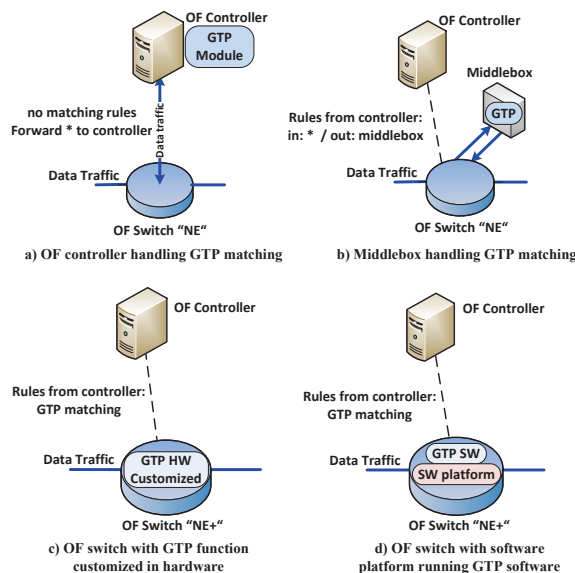 OF Controller
GTP
Module
no matching rules
Forward * to controller
Data traffic
Data Traffic
OF Switch “NE“
a) OF controller handling GTP matching
OF Controller
Middlebox
GTP
Rules from controller:
in: * / out: middlebox
Data Traffic
OF Switch “NE“
b) Middlebox handling GTP matching
OF Controller
Rules from controller:
GTP matching
Data Traffic
GTP HW
Customized
OF Switch “NE+“
c) OF switch with GTP function
customized in hardware
OF Controller
Rules from controller:
GTP matching
Data Traffic
GTP SW
SW platform
OF Switch “NE+“
d) OF switch with software
platform running GTP software